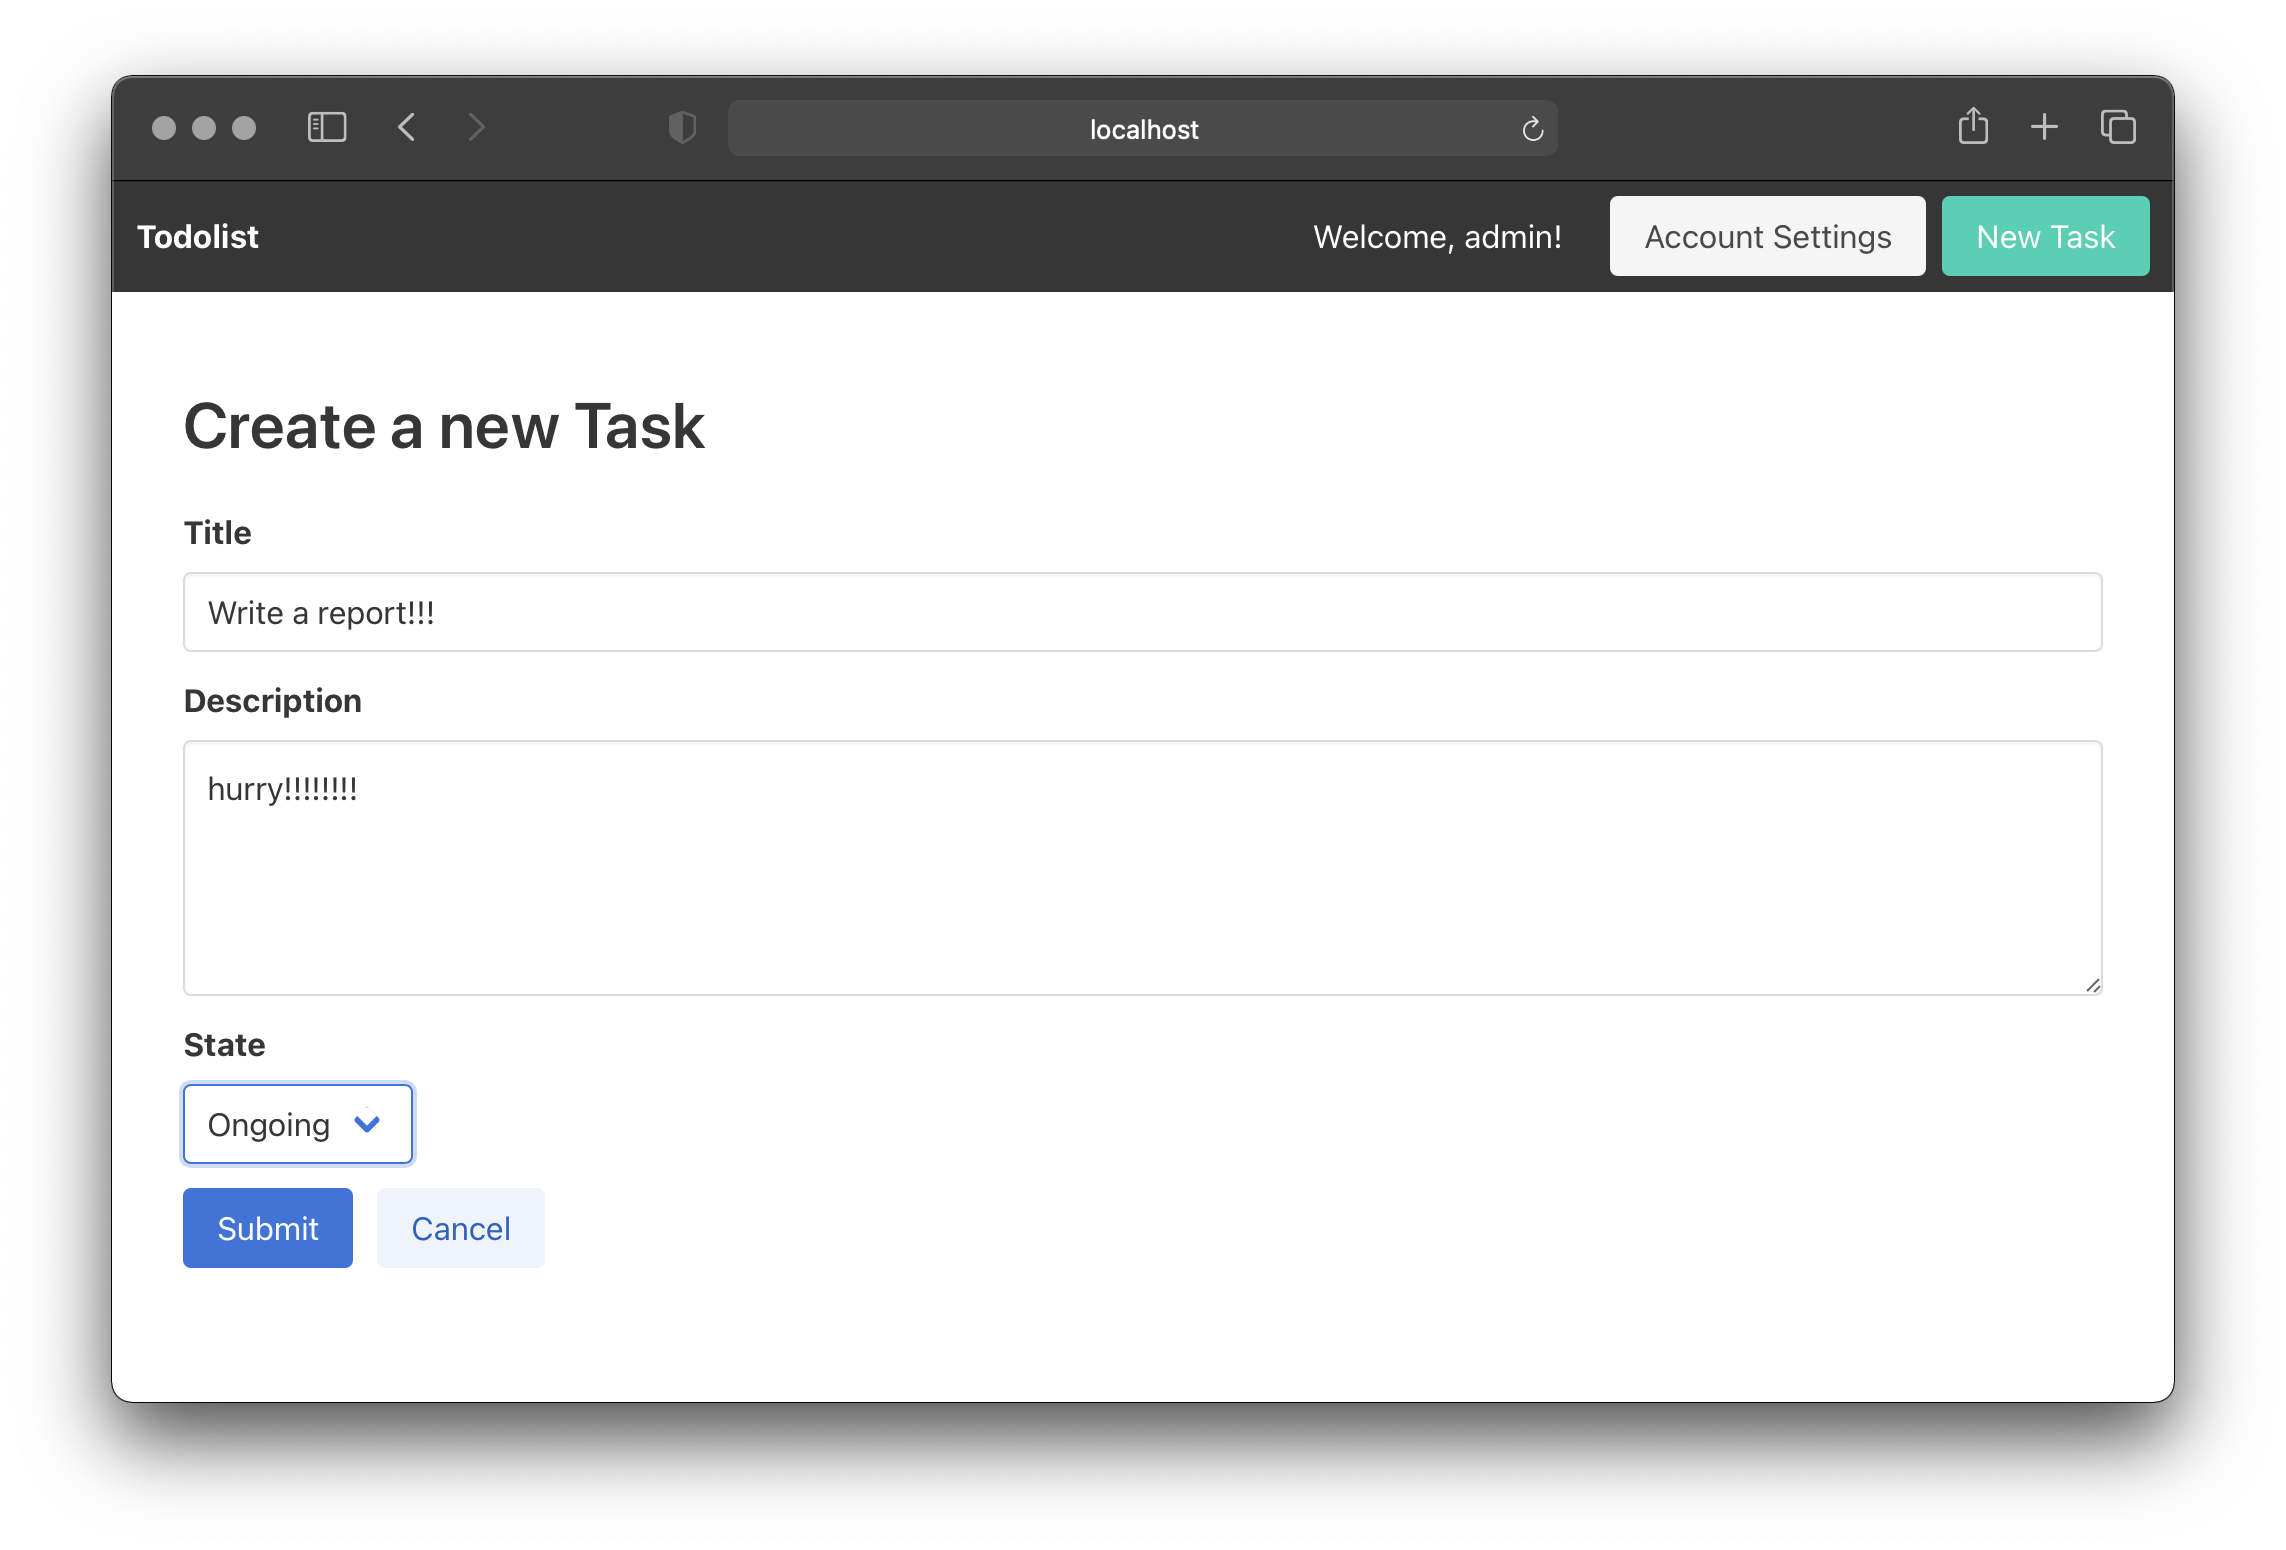 localhost
Todolist
Welcome, admin!
Account Settings
New Task
Create a new Task
Title
Write a report!!!
Description
hurry!!!!!!!!
State
Ongoing
Submit
Cancel